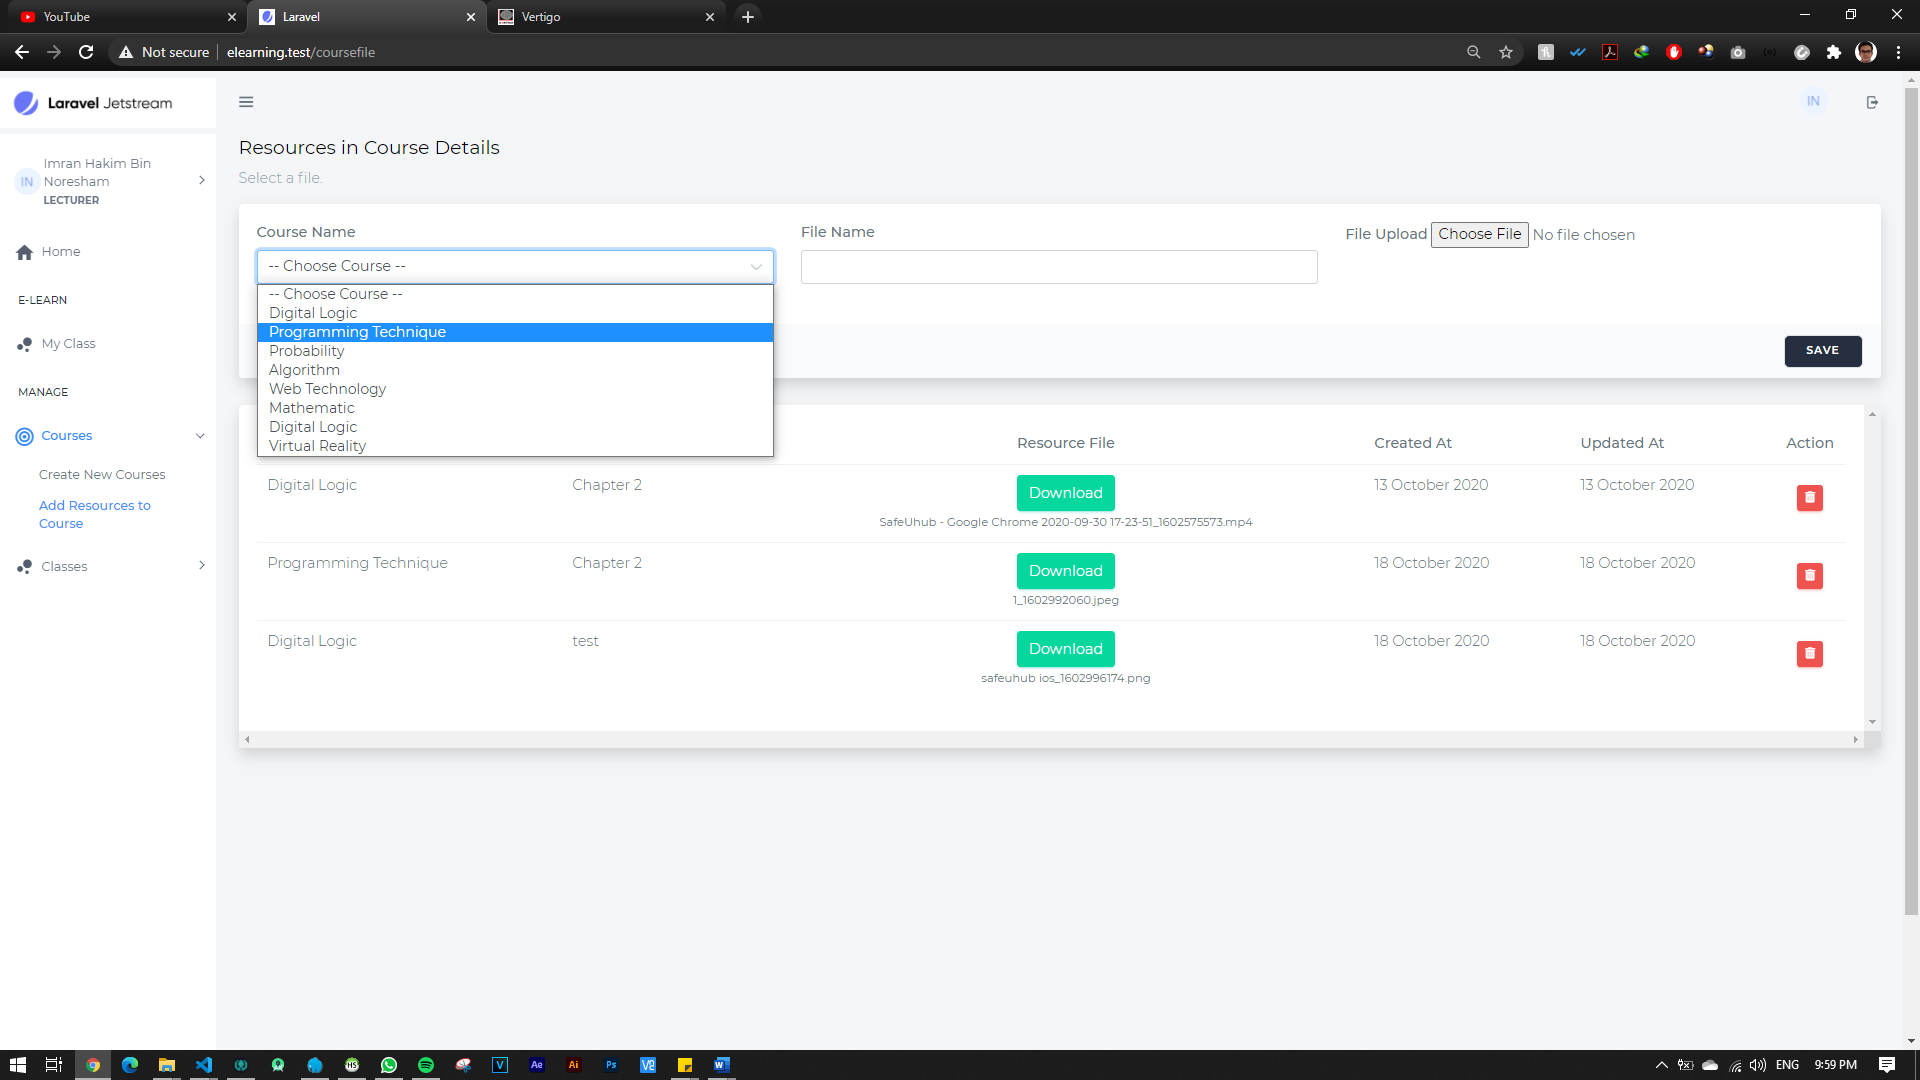 YouTube
Laravel
Vertigo
Not secure
elearning.test/coursefile
Laravel Jetstream
IN
Imran Hakim Bin
IN Noresham
LECTURER
Home
E-LEARN
My Class
MANAGE
Courses
Create New Courses
Add Resources to
Course
Classes
Resources in Course Details
Select a file.
Course Name
File Name
File Upload Choose File No file chosen
-- Choose Course --
-- Choose Course --
Digital Logic
Programming Technique
Probability
Algorithm
Web Technology
Mathematic
Digital Logic
Virtual Reality
SAVE
Resource File Created At Updated At Action
Digital Logic Chapter 2 Download 13 October 2020 13 October 2020
SafeUhub - Google Chrome 2020-09-30 17-23-51_1602575573.mp4
Programming Technique Chapter 2 Download 18 October 2020 18 October 2020
1_1602992060.jpeg
Digital Logic test Download 18 October 2020 18 October 2020
safeuhub ios_1602996174.png
HS V Ae Ai Ps
ENG 9:59 PM